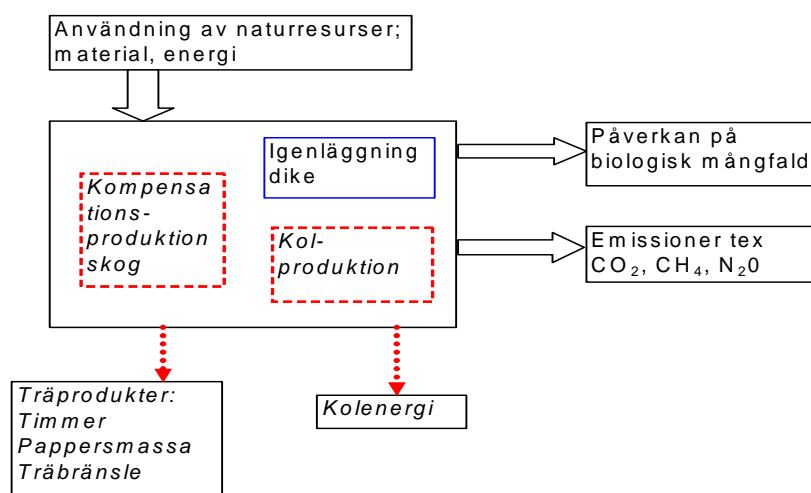 Användning av naturresurser;
material, energi
Igenläggning
dike
Kompensa
tions-
produktion
skog
Kol-
produktion
Påverkan på
biologisk mångfald
Emissioner tex
CO₂, CH₄, N₂0
Träprodukter:
Timmer
Pappersmassa
Träbränsle
Kolenergi